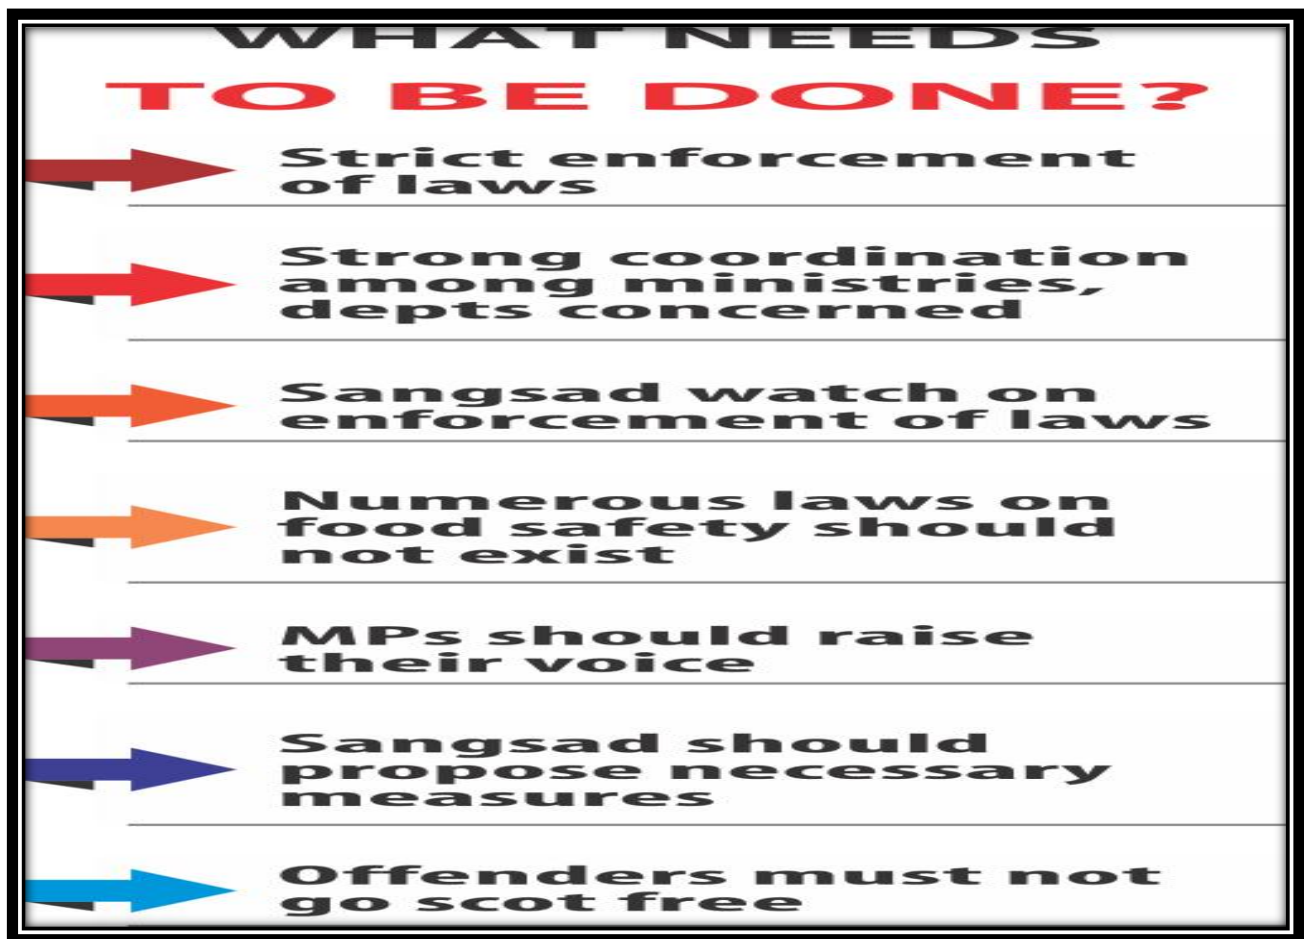 WHAT NEEDS
TO BE DONE?
Strict enforcement
of laws
Strong coordination
among ministries,
depts concerned
Sangsad watch on
enforcement of laws
Numerous laws on
food safety should
not exist
MPs should raise
their voice
Sangsad should
propose necessary
measures
Offenders must not
go scot free